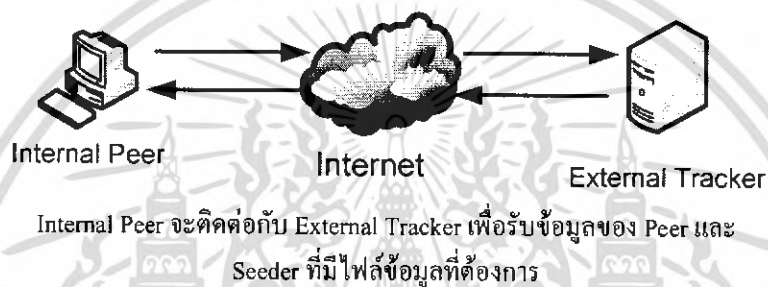 Internal Peer
Internet
External Tracker
Internal Peer จะติดต่อกับ External Tracker เพื่อรับข้อมูลของ Peer และ
Seeder ที่มีไฟล์ข้อมูลที่ต้องการ